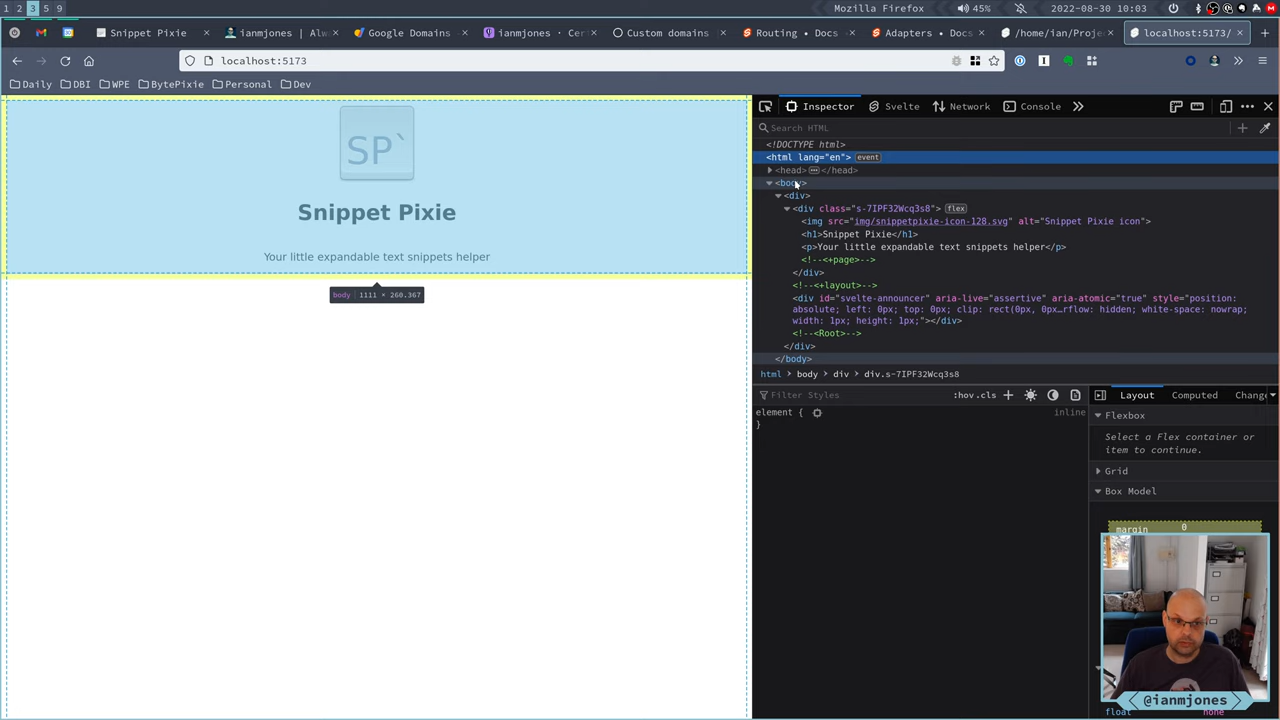 1 2 3 5 9
Mozilla Firefox
45%
2022-08-30 10:03
Snippet Pixie
ianmjones | Alw
Google Domains
ianmjones · Cer
Custom domains
Routing • Docs
Adapters • Docs
/home/ian/Projec
localhost:5173/
localhost:5173
Daily
DBI
WPE
BytePixie
Personal
Dev
SP`
Snippet Pixie
Your little expandable text snippets helper
body 1111 × 260.367
Inspector
Svelte
Network
Console
Search HTML
<!DOCTYPE html>
<html lang="en"> event
<head> </head>
<body>
<div>
<div class="s-7IPF32Wcq3s8"> flex
<img src="img/snippetpixie-icon-128.svg" alt="Snippet Pixie icon">
<h1>Snippet Pixie</h1>
<p>Your little expandable text snippets helper</p>
<!--<+page>-->
</div>
<!--<+layout>-->
<div id="svelte-announcer" aria-live="assertive" aria-atomic="true" style="position:
absolute; left: 0px; top: 0px; clip: rect(0px, 0px…rflow: hidden; white-space: nowrap;
width: 1px; height: 1px;"></div>
<!--<Root>-->
</div>
</body>
html > body > div > div.s-7IPF32Wcq3s8
Filter Styles
:hov .cls
element { inline
}
Layout
Computed
Chang
Flexbox
Select a Flex container or
item to continue.
Grid
Box Model
margin 0
float none
@ianmjones